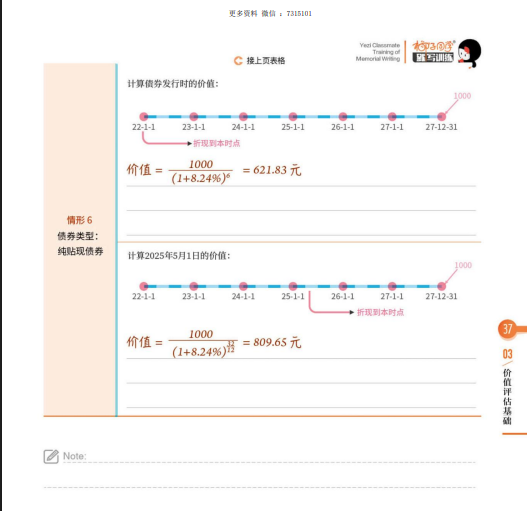 更多资料 微信 : 7315101
Yezi Classmate
Training of
Memorial Writing
椰子同学
默写训练
接上页表格
情形 6
债券类型：
纯贴现债券
计算债券发行时的价值：
1000
22-1-1 23-1-1 24-1-1 25-1-1 26-1-1 27-1-1 27-12-31
折现到本时点
价值 = 1000 / (1+8.24%)⁶ = 621.83 元
计算2025年5月1日的价值：
1000
22-1-1 23-1-1 24-1-1 25-1-1 26-1-1 27-1-1 27-12-31
折现到本时点
价值 = 1000 / (1+8.24%)^(32/12) = 809.65 元
37
03
价值评估基础
Note: